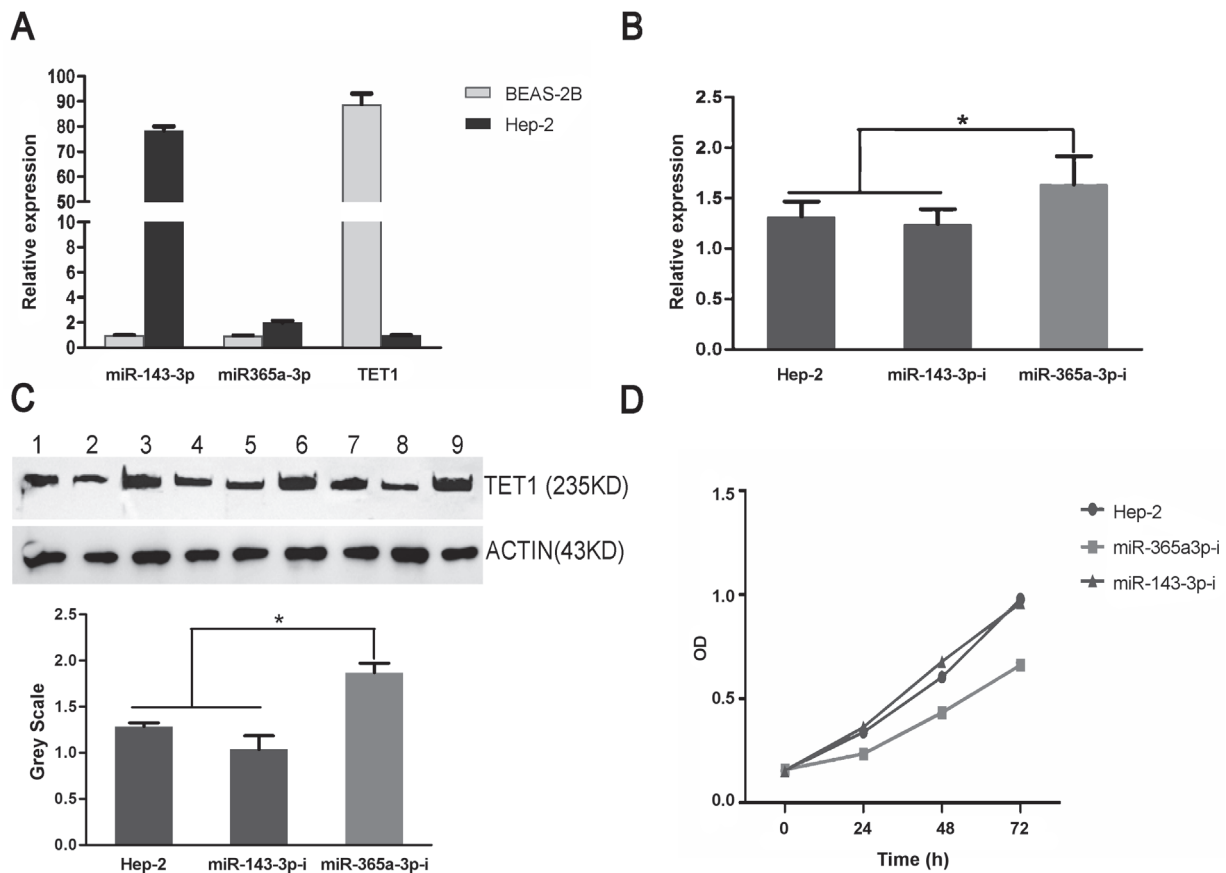 A
Relative expression
100
90
80
70
60
50
10
8
6
4
2
0
miR-143-3p miR365a-3p TET1
BEAS-2B
Hep-2
B
Relative expression
2.5
2.0
1.5
1.0
0.5
0.0
*
Hep-2 miR-143-3p-i miR-365a-3p-i
C
1 2 3 4 5 6 7 8 9
TET1 (235KD)
ACTIN(43KD)
Grey Scale
2.5
2.0
1.5
1.0
0.5
0.0
*
Hep-2 miR-143-3p-i miR-365a-3p-i
D
OD
1.5
1.0
0.5
0.0
0 24 48 72
Time (h)
Hep-2
miR-365a3p-i
miR-143-3p-i